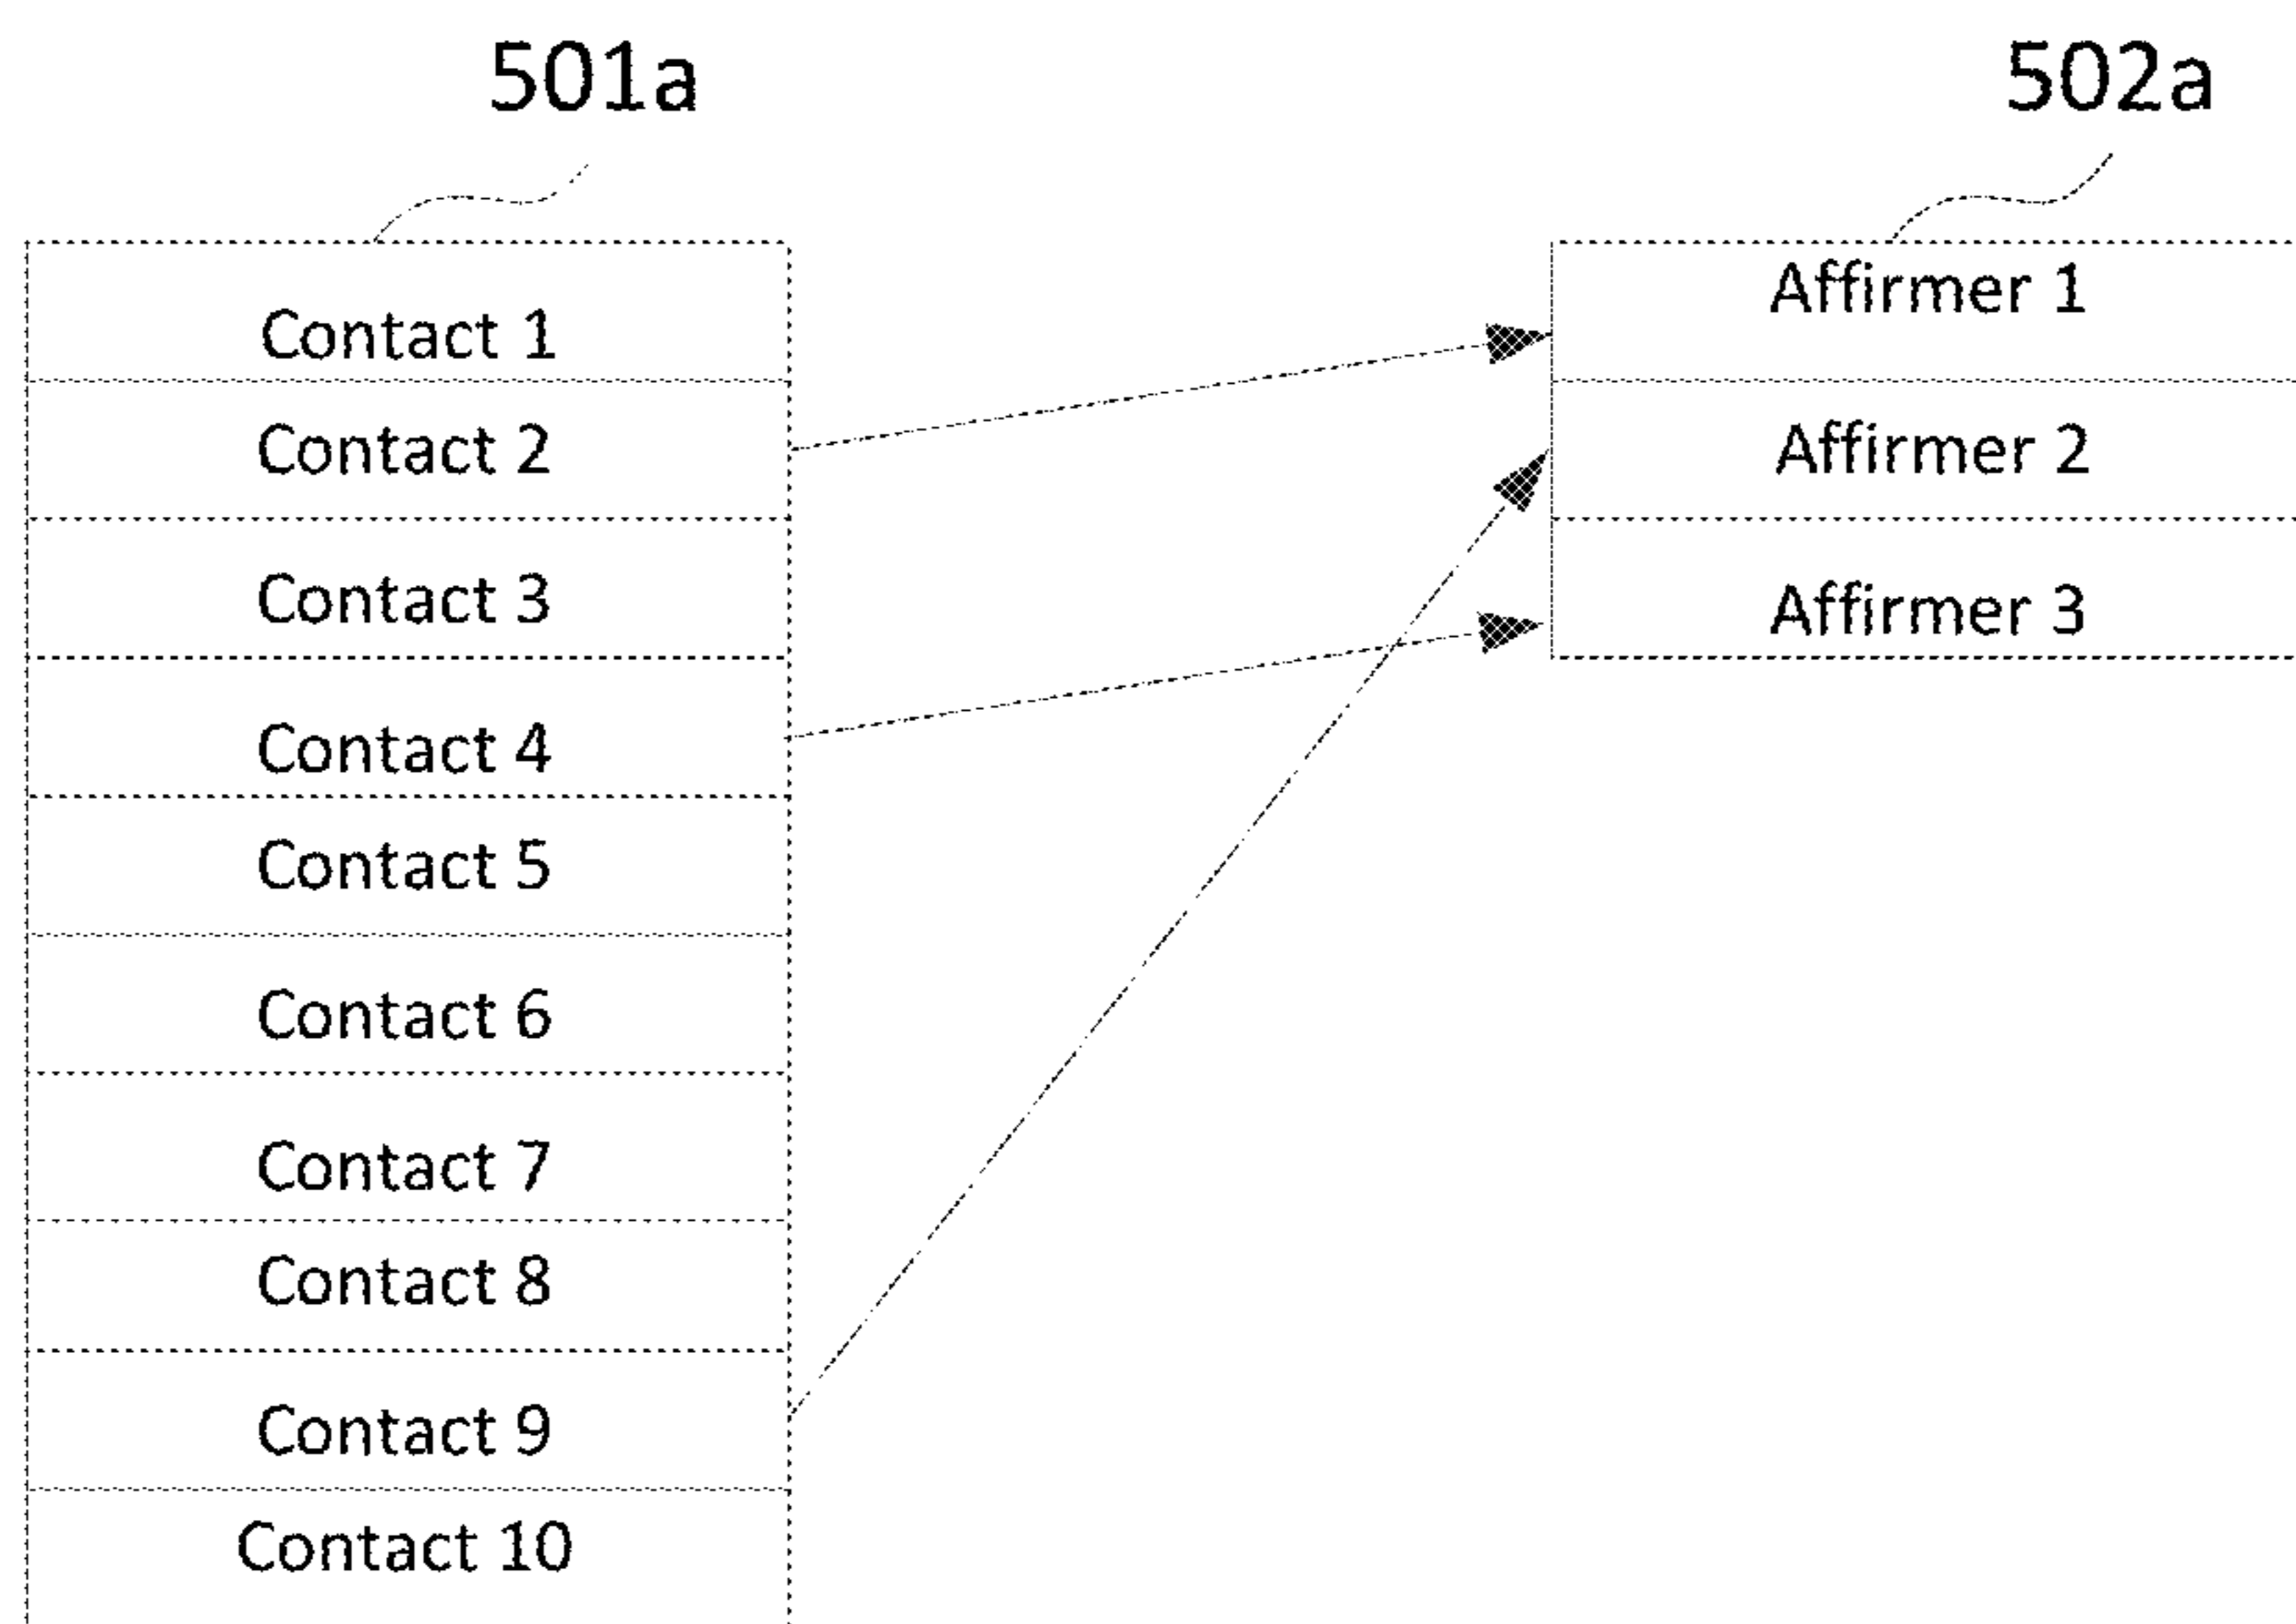 501a
502a
Contact 1
Contact 2
Contact 3
Contact 4
Contact 5
Contact 6
Contact 7
Contact 8
Contact 9
Contact 10
Affirmer 1
Affirmer 2
Affirmer 3